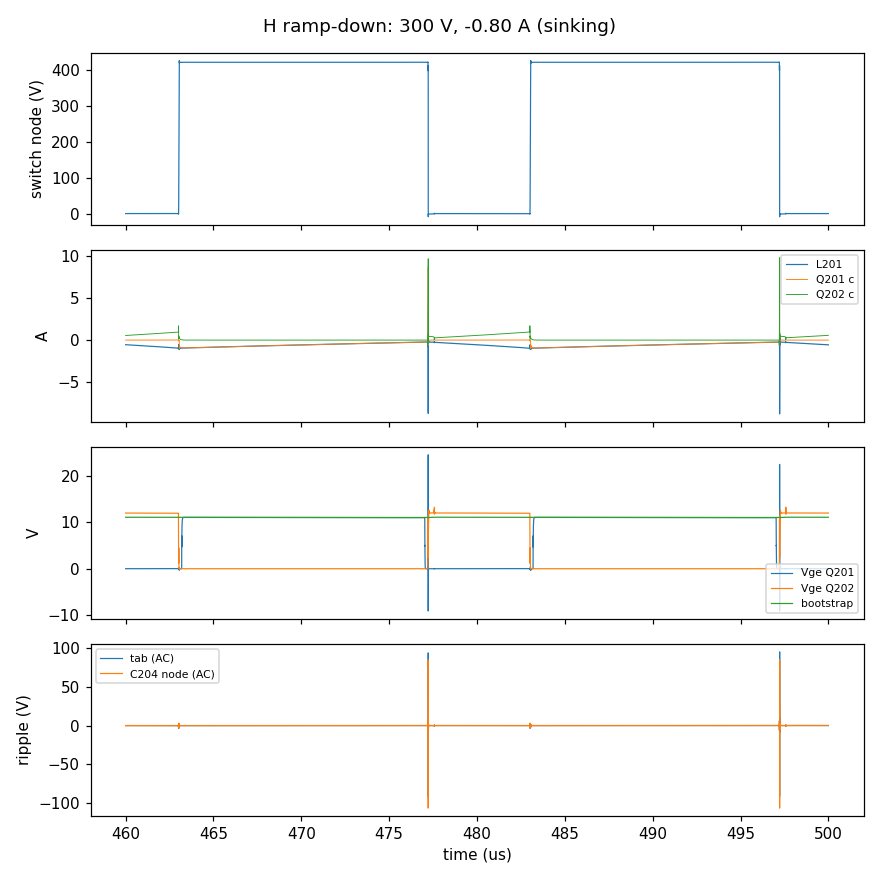 H ramp-down: 300 V, -0.80 A (sinking)
400
300
200
100
0
switch node (V)
10
5
0
−5
A
L201
Q201 c
Q202 c
20
10
0
−10
V
Vge Q201
Vge Q202
bootstrap
100
50
0
−50
−100
ripple (V)
tab (AC)
C204 node (AC)
460 465 470 475 480 485 490 495 500
time (us)